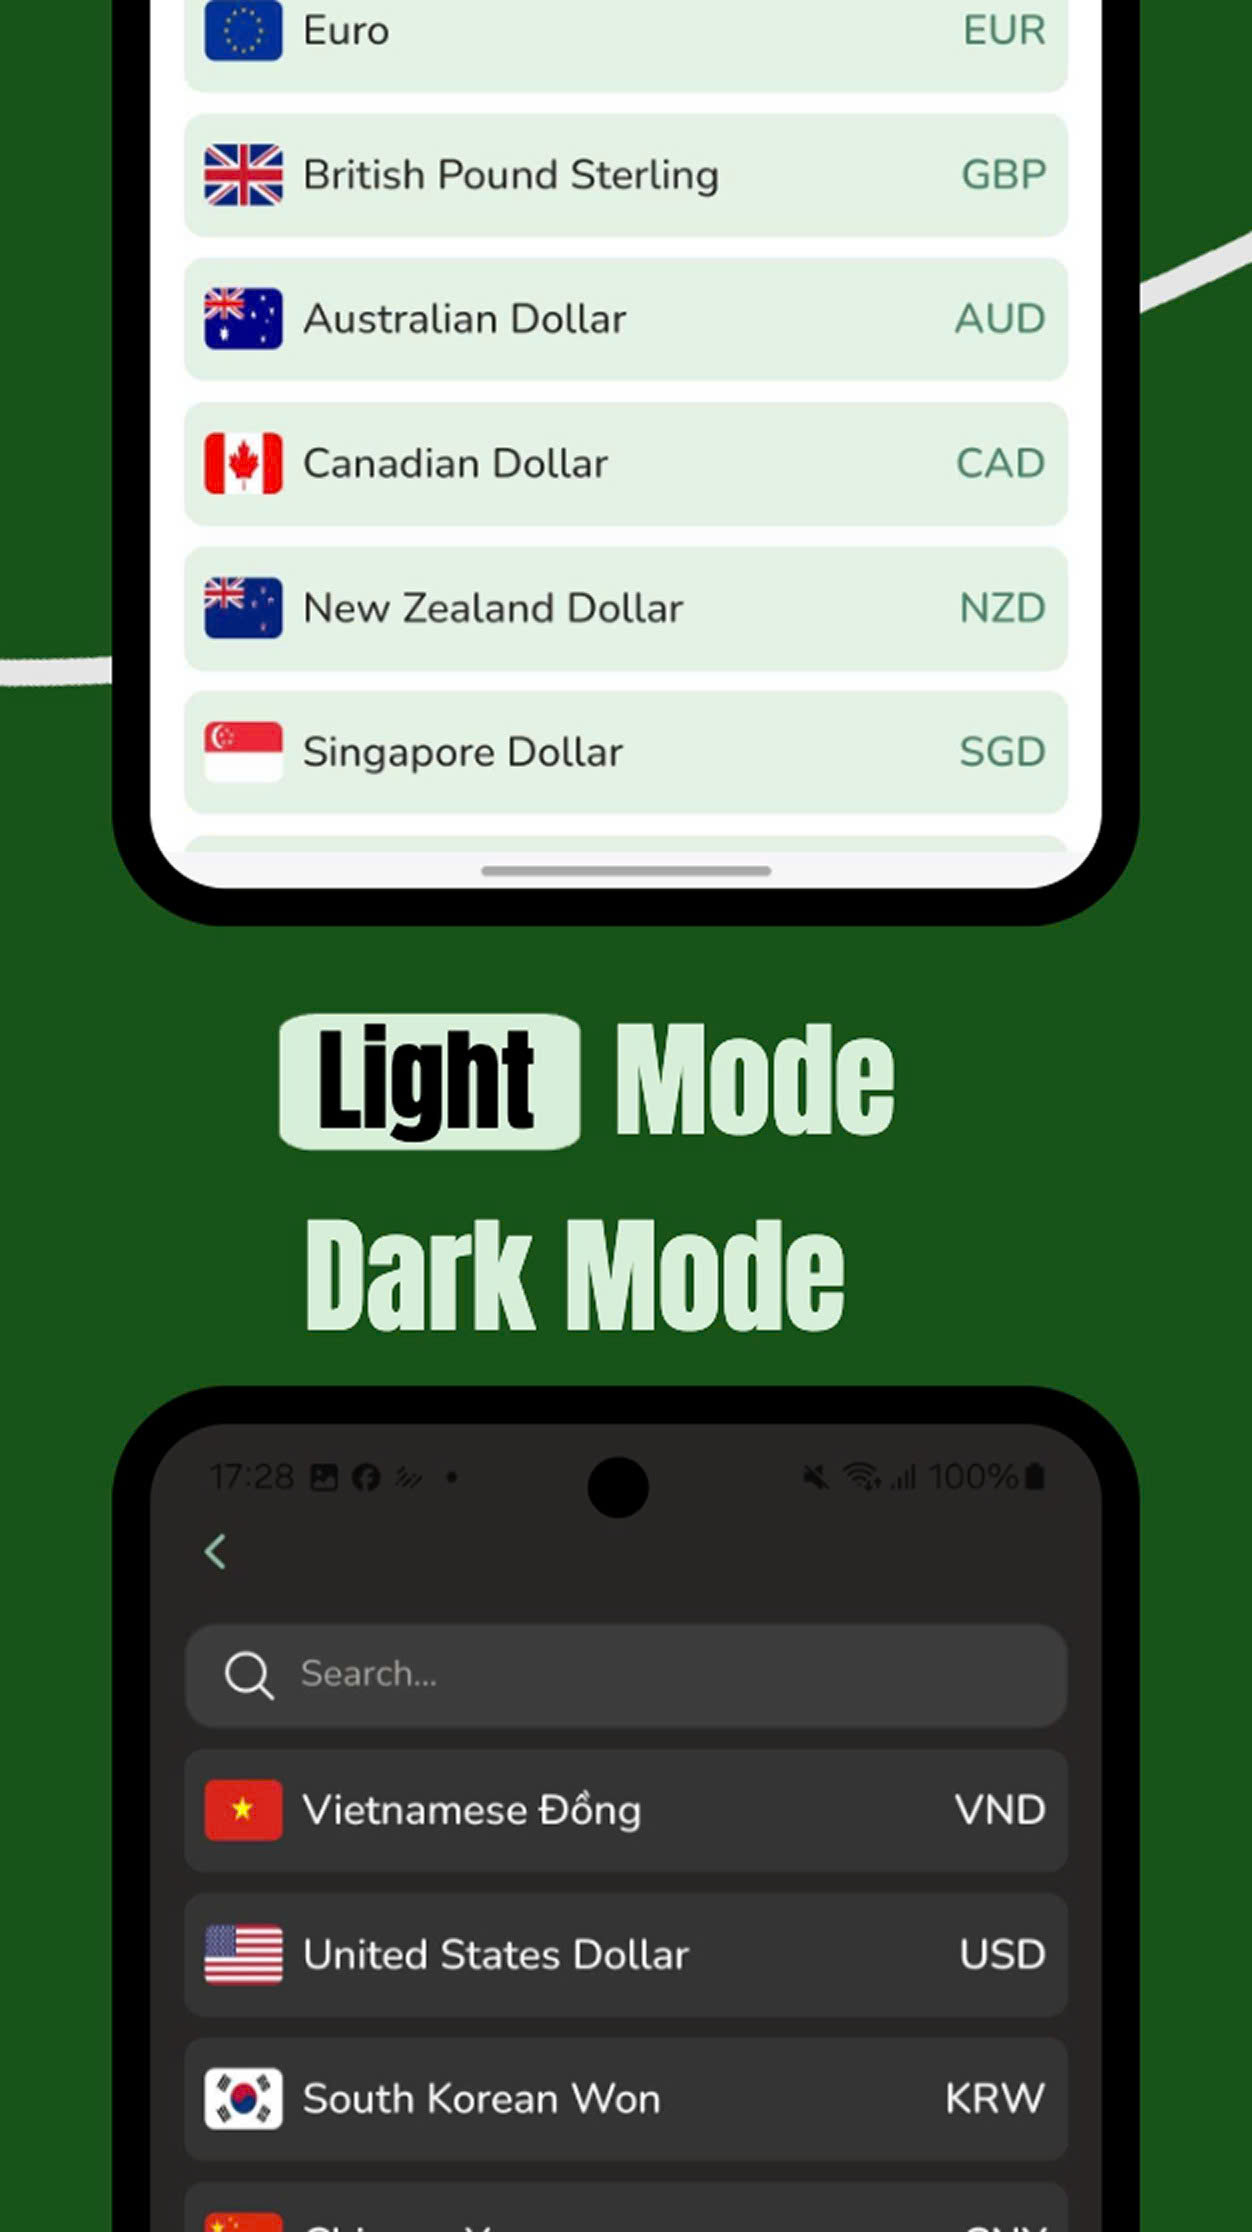 Euro EUR
British Pound Sterling GBP
Australian Dollar AUD
Canadian Dollar CAD
New Zealand Dollar NZD
Singapore Dollar SGD
Light Mode
Dark Mode
17:28 100%
Search...
Vietnamese Đồng VND
United States Dollar USD
South Korean Won KRW